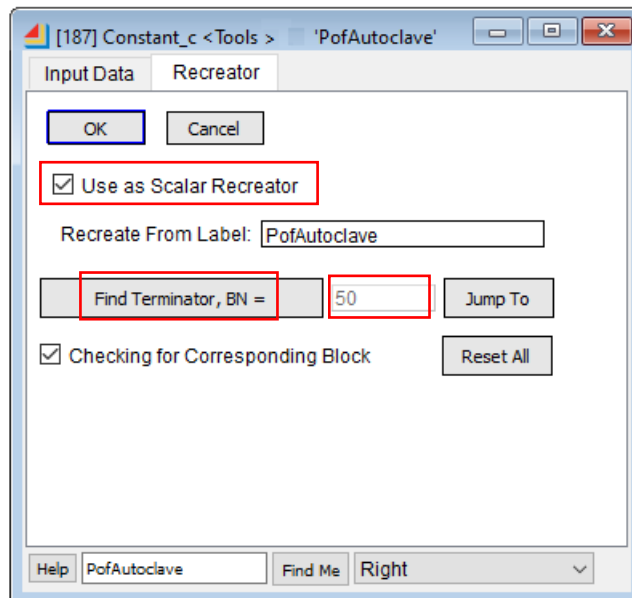 [187] Constant_c <Tools > 'PofAutoclave'
Input Data Recreator
OK Cancel
Use as Scalar Recreator
Recreate From Label: PofAutoclave
Find Terminator, BN = 50 Jump To
Checking for Corresponding Block Reset All
Help PofAutoclave Find Me Right